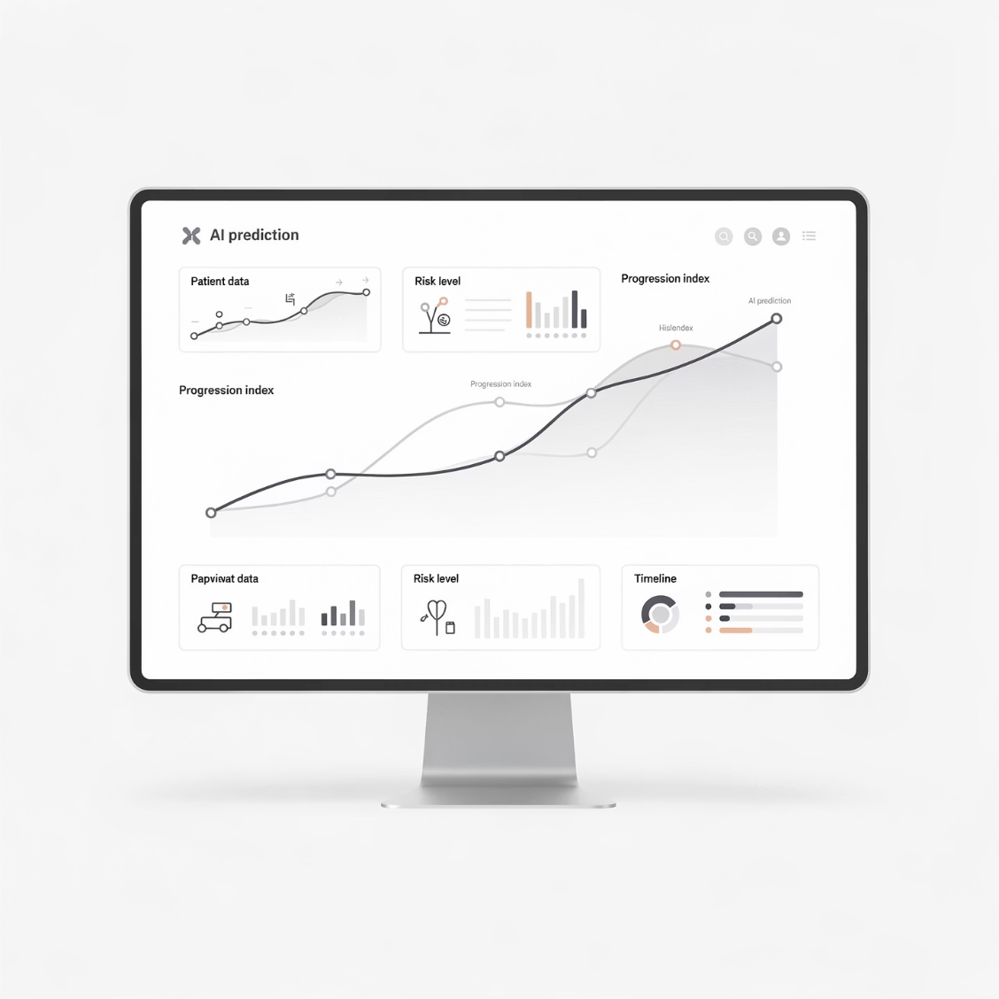 AI prediction
Patient data
Risk level
Progression index
AI prediction
Hislendex
Progression index
Progression index
Papviwat data
Risk level
Timeline